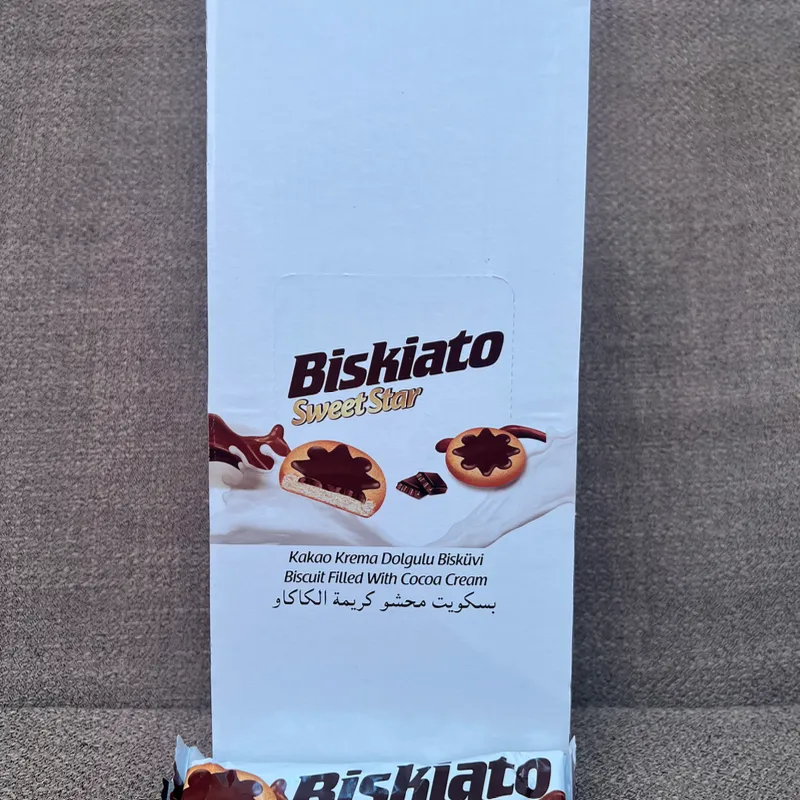 Biskiato
Sweet Star
Kakao Krema Dolgulu Bisküvi
Biscuit Filled With Cocoa Cream
بسكويت محشو كريمة الكاكاو
Biskiato